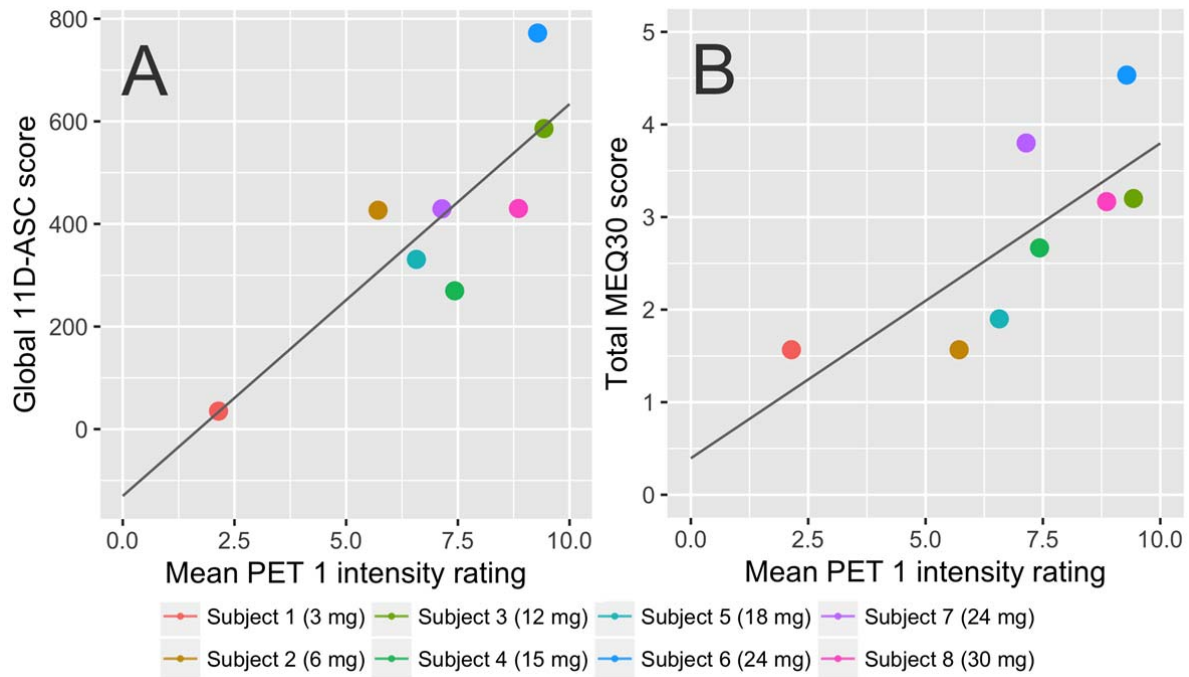 A
Global 11D-ASC score
800
600
400
200
0
0.0 2.5 5.0 7.5 10.0
Mean PET 1 intensity rating
B
Total MEQ30 score
5
4
3
2
1
0
0.0 2.5 5.0 7.5 10.0
Mean PET 1 intensity rating
Subject 1 (3 mg) Subject 3 (12 mg) Subject 5 (18 mg) Subject 7 (24 mg)
Subject 2 (6 mg) Subject 4 (15 mg) Subject 6 (24 mg) Subject 8 (30 mg)